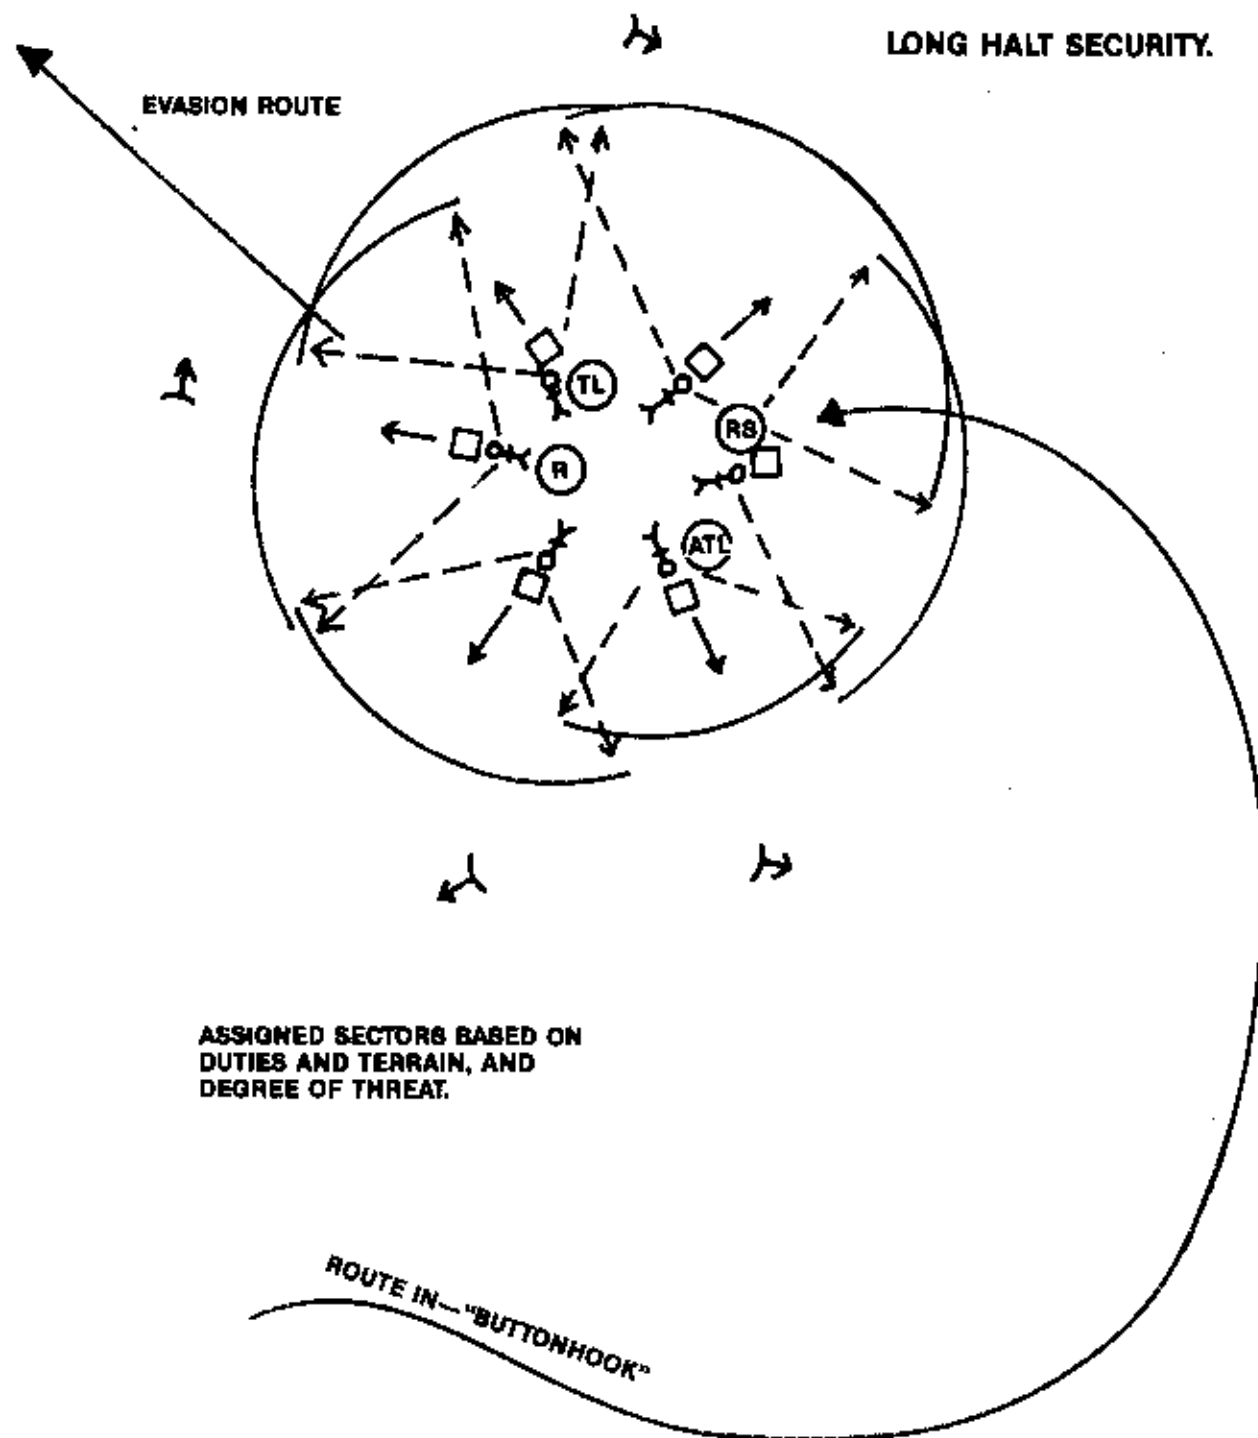 LONG HALT SECURITY.
EVASION ROUTE
TL
RS
R
ATL
ASSIGNED SECTORS BASED ON
DUTIES AND TERRAIN, AND
DEGREE OF THREAT.
ROUTE IN—"BUTTONHOOK"